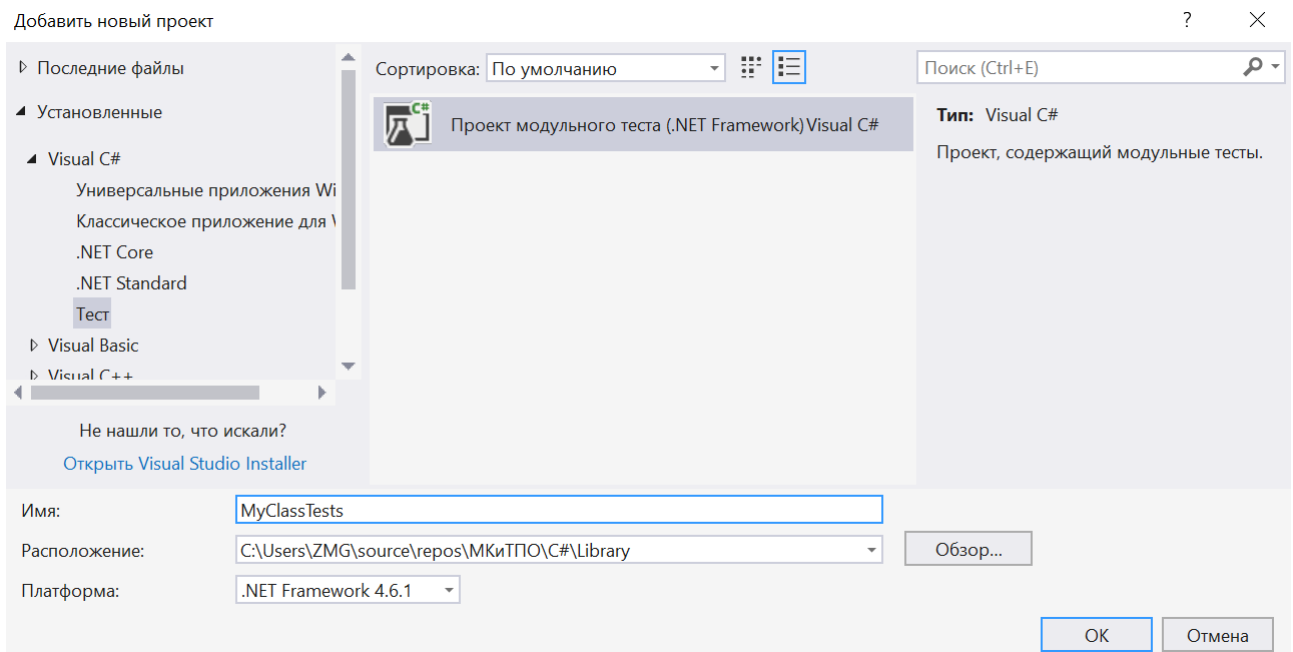 Добавить новый проект
?
Последние файлы
Установленные
Visual C#
Универсальные приложения Wi
Классическое приложение для
.NET Core
.NET Standard
Тест
Visual Basic
Visual C++
Не нашли то, что искали?
Открыть Visual Studio Installer
Сортировка: По умолчанию
C#
Проект модульного теста (.NET Framework) Visual C#
Поиск (Ctrl+E)
Тип: Visual C#
Проект, содержащий модульные тесты.
Имя: MyClassTests
Расположение: C:\Users\ZMG\source\repos\МКиТПО\C#\Library
Обзор...
Платформа: .NET Framework 4.6.1
ОК
Отмена